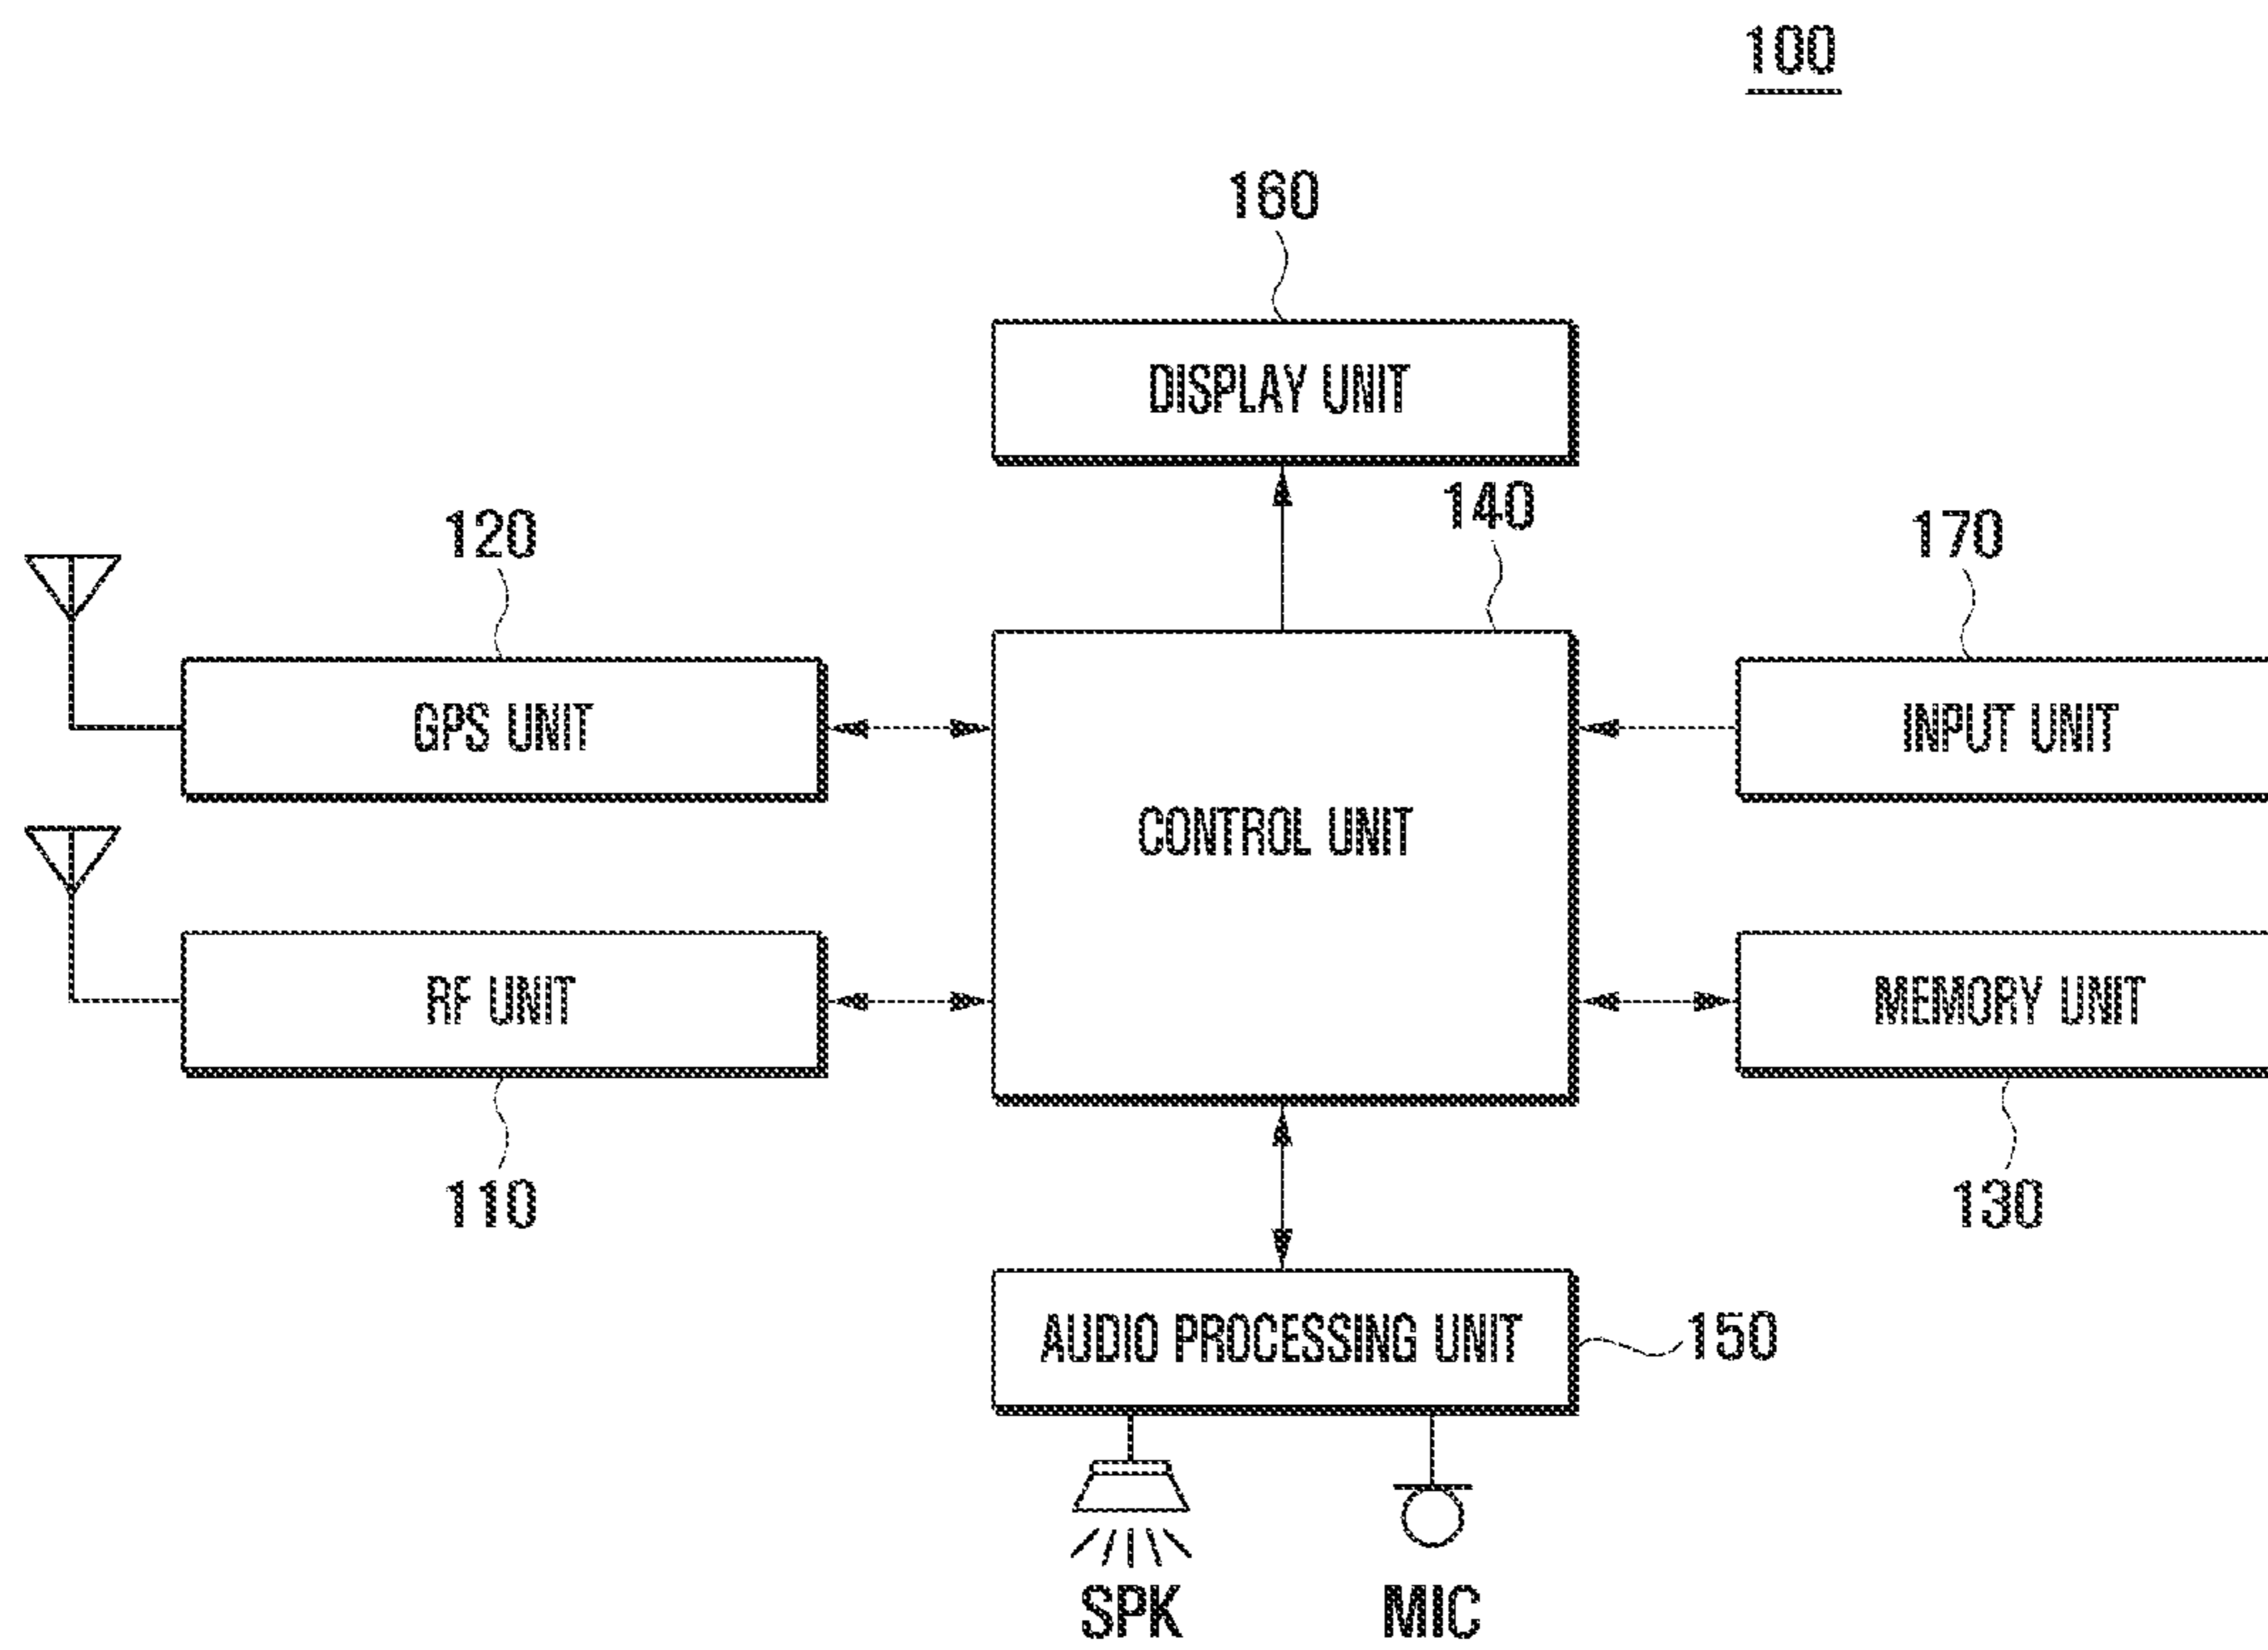 100
160
DISPLAY UNIT
140
120
170
GPS UNIT
INPUT UNIT
CONTROL UNIT
RF UNIT
MEMORY UNIT
110
130
AUDIO PROCESSING UNIT
150
SPK
MIC